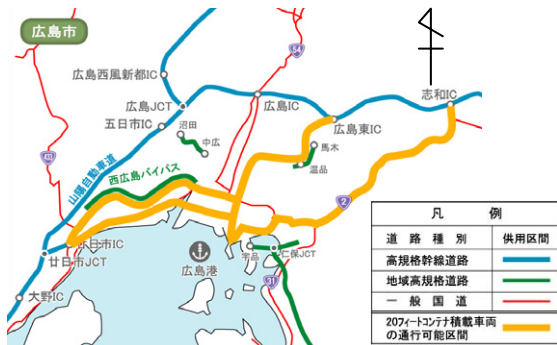 広島市
54
志和IC
広島西風新都IC
広島JCT
広島IC
広島東IC
五日市IC
沼田
中広
馬木
温品
433
山陽自動車道
西広島バイパス
2
廿日市IC
廿日市JCT
大野IC
広島港
宇品
仁保JCT
31
凡 例
道路種別 供用区間
高規格幹線道路
地域高規格道路
一般国道
20フィートコンテナ積載車両
の通行可能区間